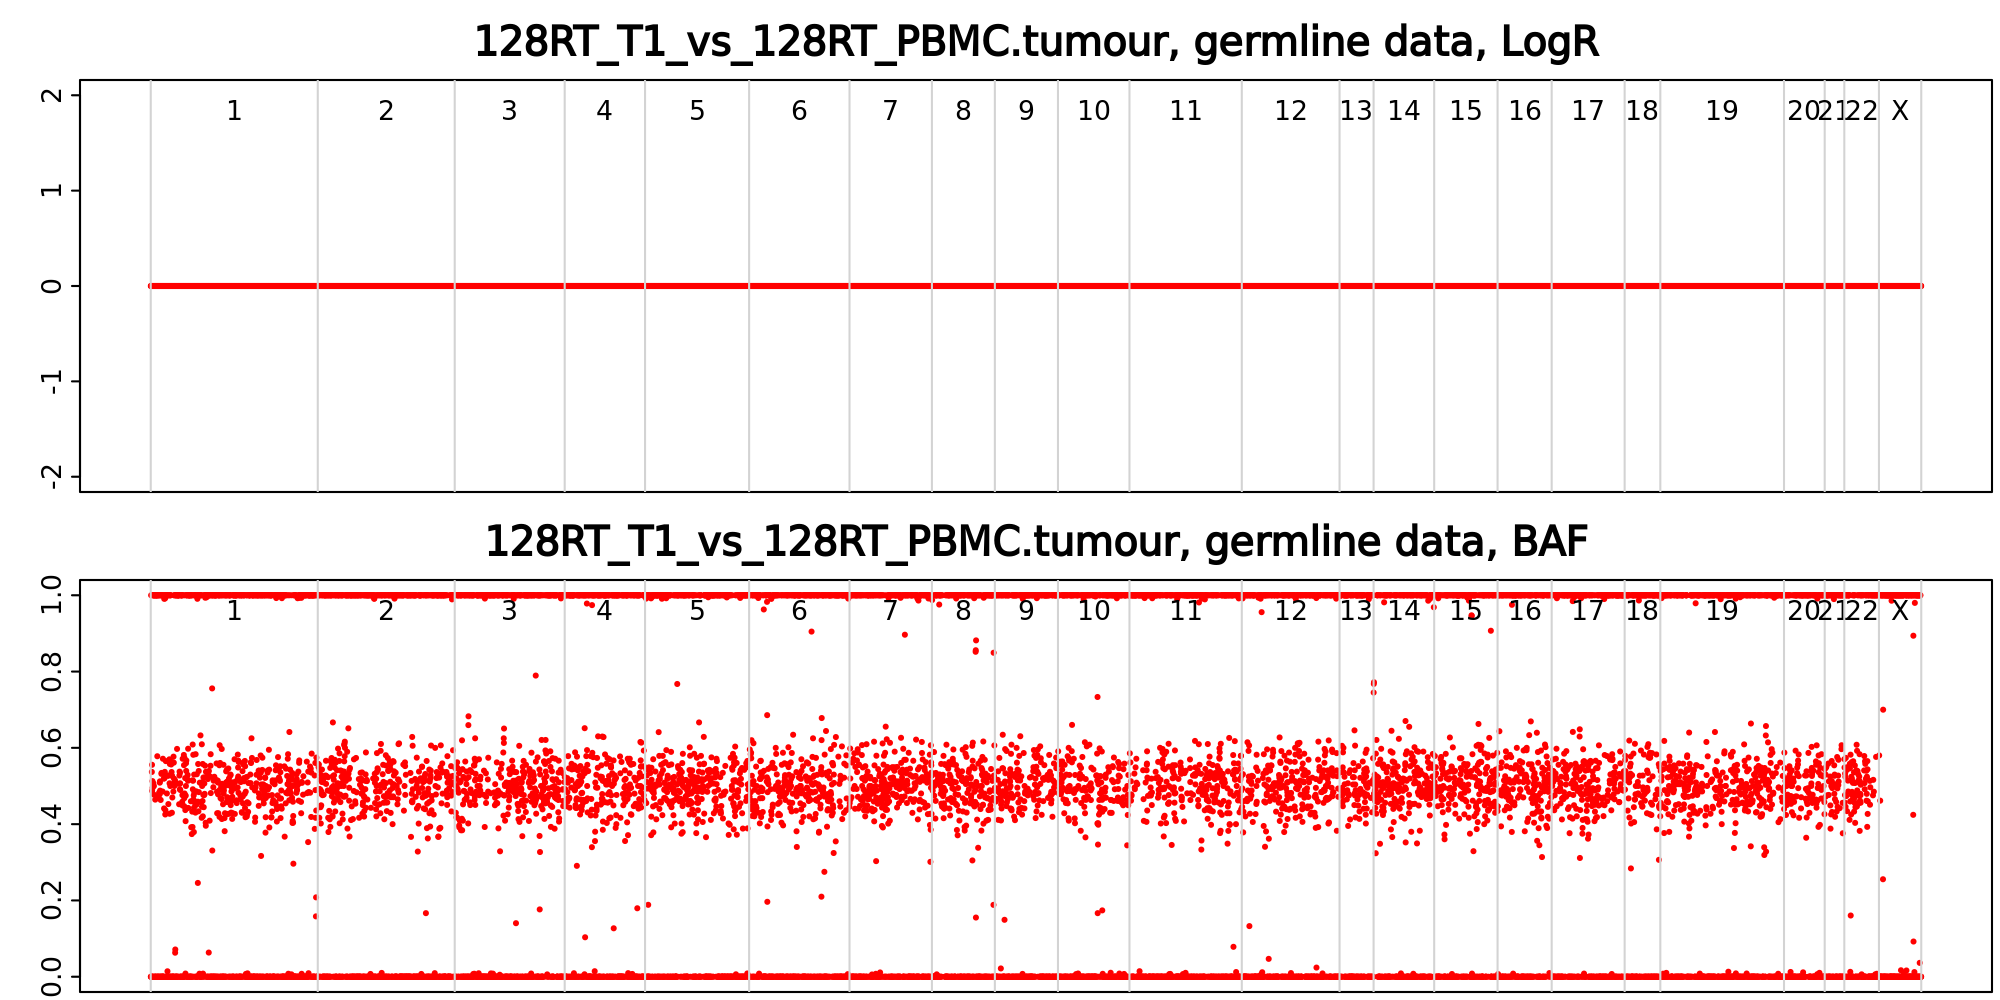 128RT_T1_vs_128RT_PBMC.tumour, germline data, LogR
2
1 2 3 4 5 6 7 8 9 10 11 12 13 14 15 16 17 18 19 20 21 22 X
1
0
-1
-2
128RT_T1_vs_128RT_PBMC.tumour, germline data, BAF
1.0
1 2 3 4 5 6 7 8 9 10 11 12 13 14 15 16 17 18 19 20 21 22 X
0.8
0.6
0.4
0.2
0.0